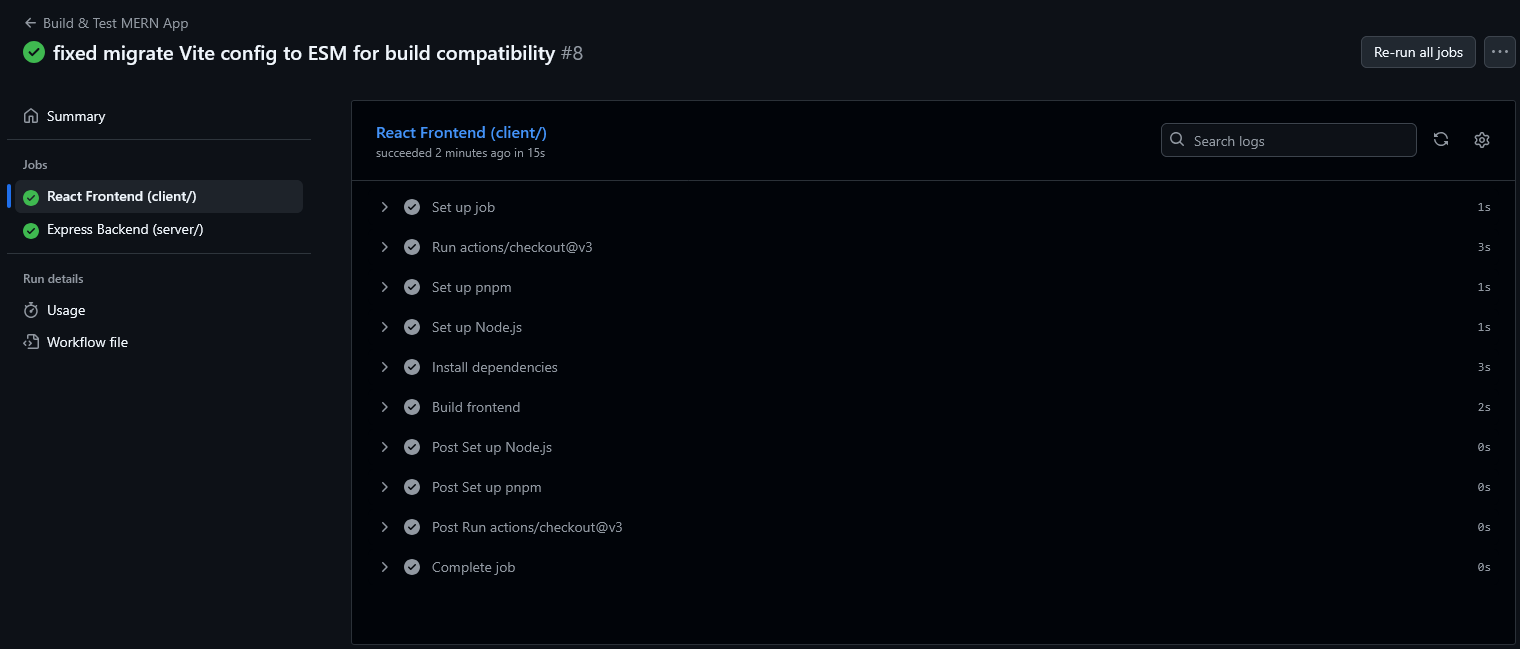 Build & Test MERN App
fixed migrate Vite config to ESM for build compatibility #8
Re-run all jobs
Summary
Jobs
React Frontend (client/)
Express Backend (server/)
Run details
Usage
Workflow file
React Frontend (client/)
succeeded 2 minutes ago in 15s
Search logs
Set up job 1s
Run actions/checkout@v3 3s
Set up pnpm 1s
Set up Node.js 1s
Install dependencies 3s
Build frontend 2s
Post Set up Node.js 0s
Post Set up pnpm 0s
Post Run actions/checkout@v3 0s
Complete job 0s